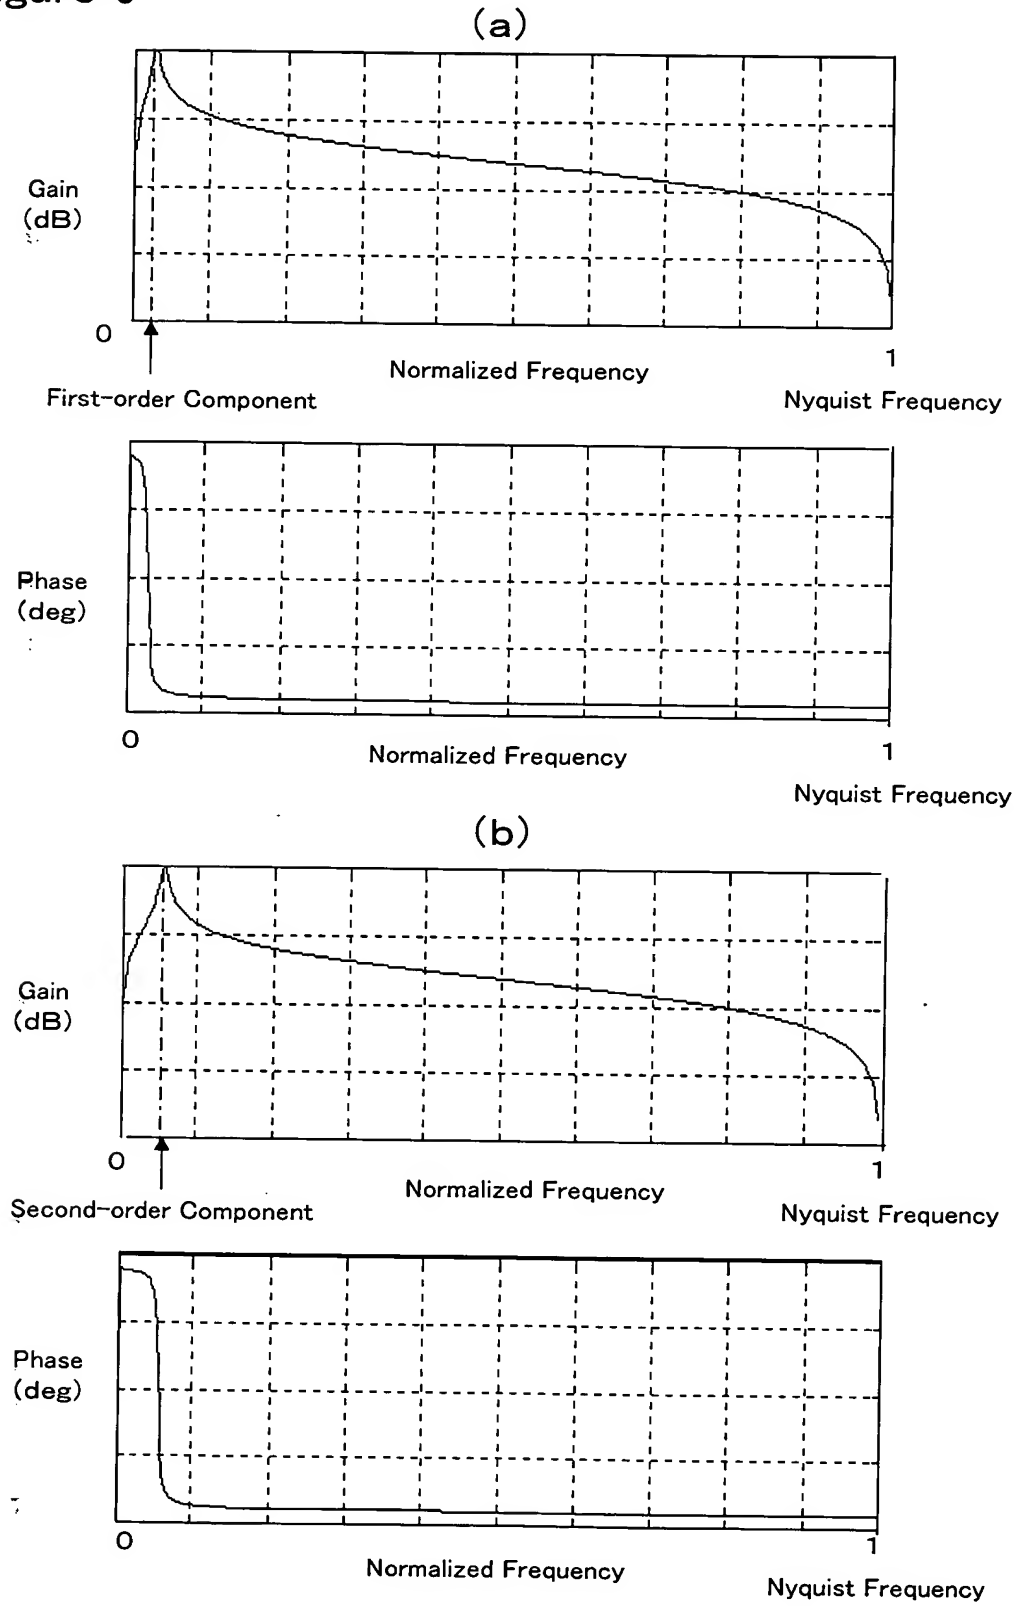 (a)
Gain
(dB)
0
1
Normalized Frequency
First-order Component
Nyquist Frequency
Phase
(deg)
0
1
Normalized Frequency
Nyquist Frequency
(b)
Gain
(dB)
0
1
Normalized Frequency
Second-order Component
Nyquist Frequency
Phase
(deg)
0
1
Normalized Frequency
Nyquist Frequency